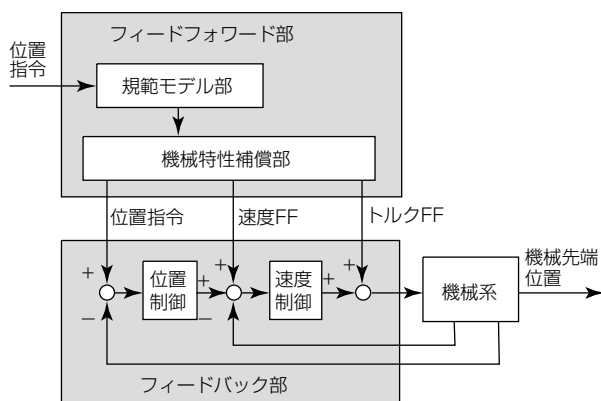 フィードフォワード部
位置
指令
規範モデル部
機械特性補償部
位置指令
速度FF
トルクFF
+
−
位置
制御
+
−
+
速度
制御
+
+
機械系
機械先端
位置
フィードバック部